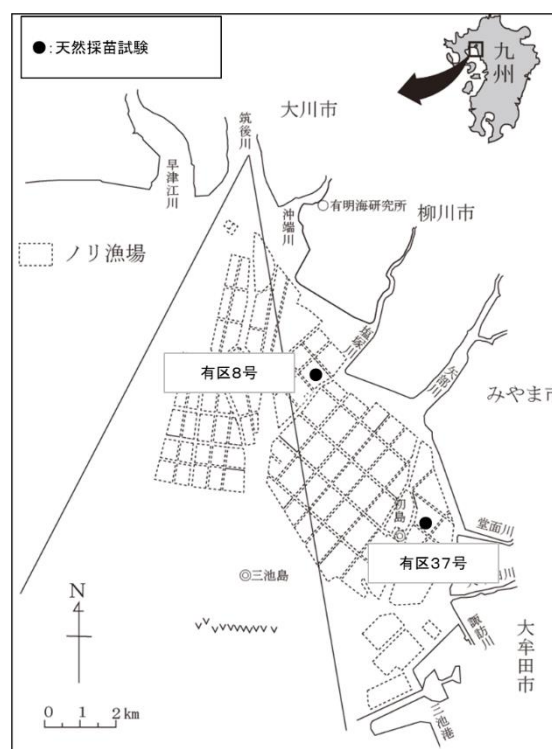 ●:天然採苗試験
九州
大川市
筑後川
早津江川
沖端川
有明海研究所
柳川市
ノリ漁場
塩塚川
有区8号
矢部川
みやま市
初島
堂面川
有区37号
川
三池島
N
諏訪川
大牟田市
三池港
0 1 2km